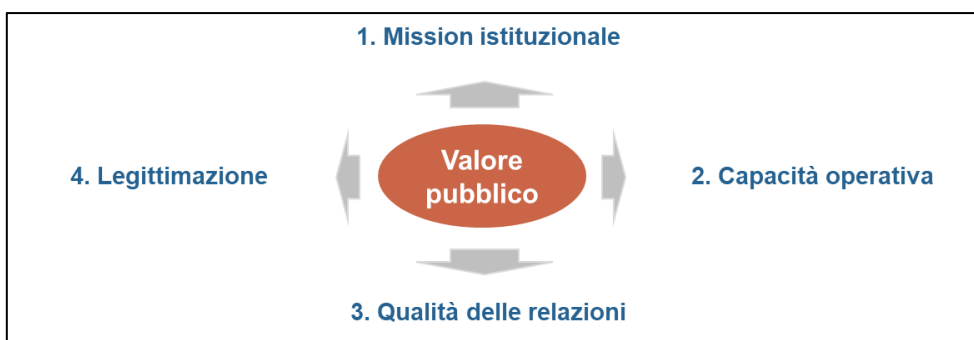 1. Mission istituzionale
4. Legittimazione
Valore
pubblico
2. Capacità operativa
3. Qualità delle relazioni